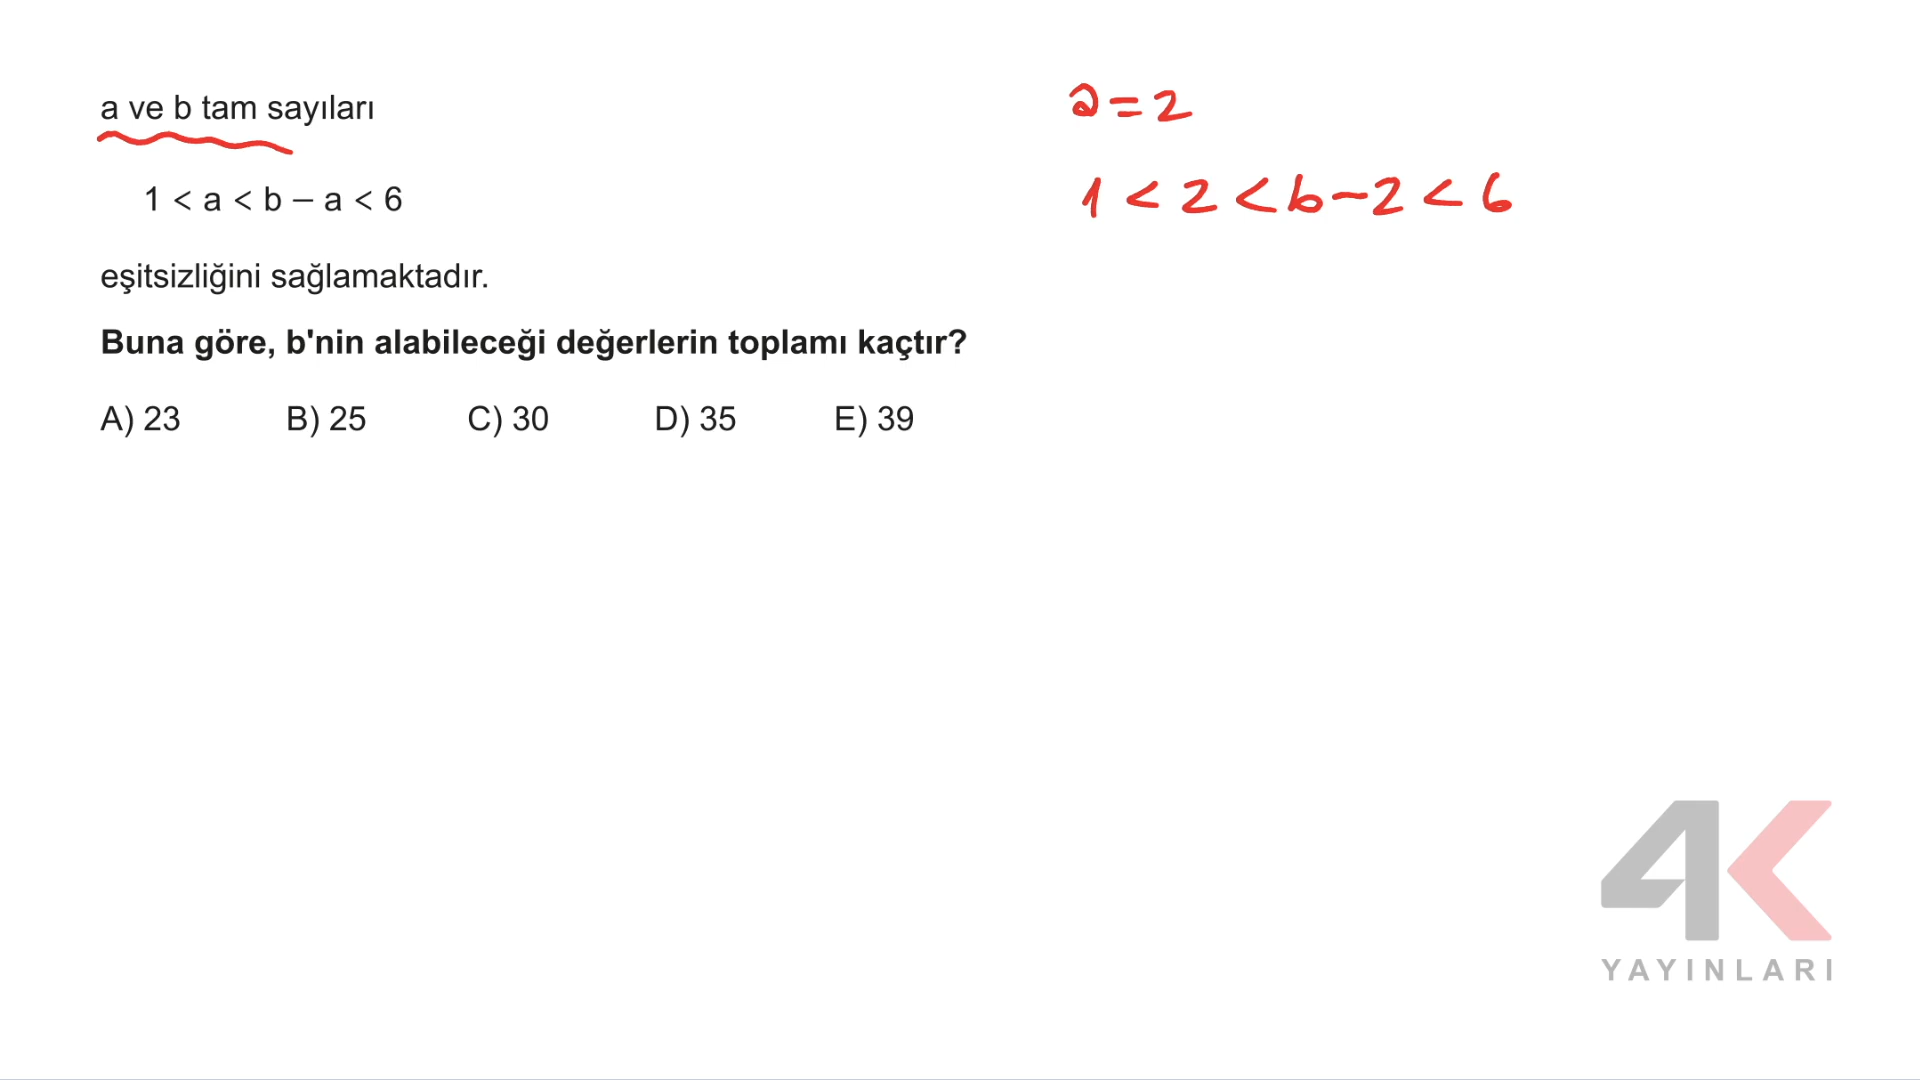 a ve b tam sayıları
1 < a < b – a < 6
eşitsizliğini sağlamaktadır.
Buna göre, b'nin alabileceği değerlerin toplamı kaçtır?
A) 23 B) 25 C) 30 D) 35 E) 39
a = 2
1 < 2 < b – 2 < 6
4K
YAYINLARI